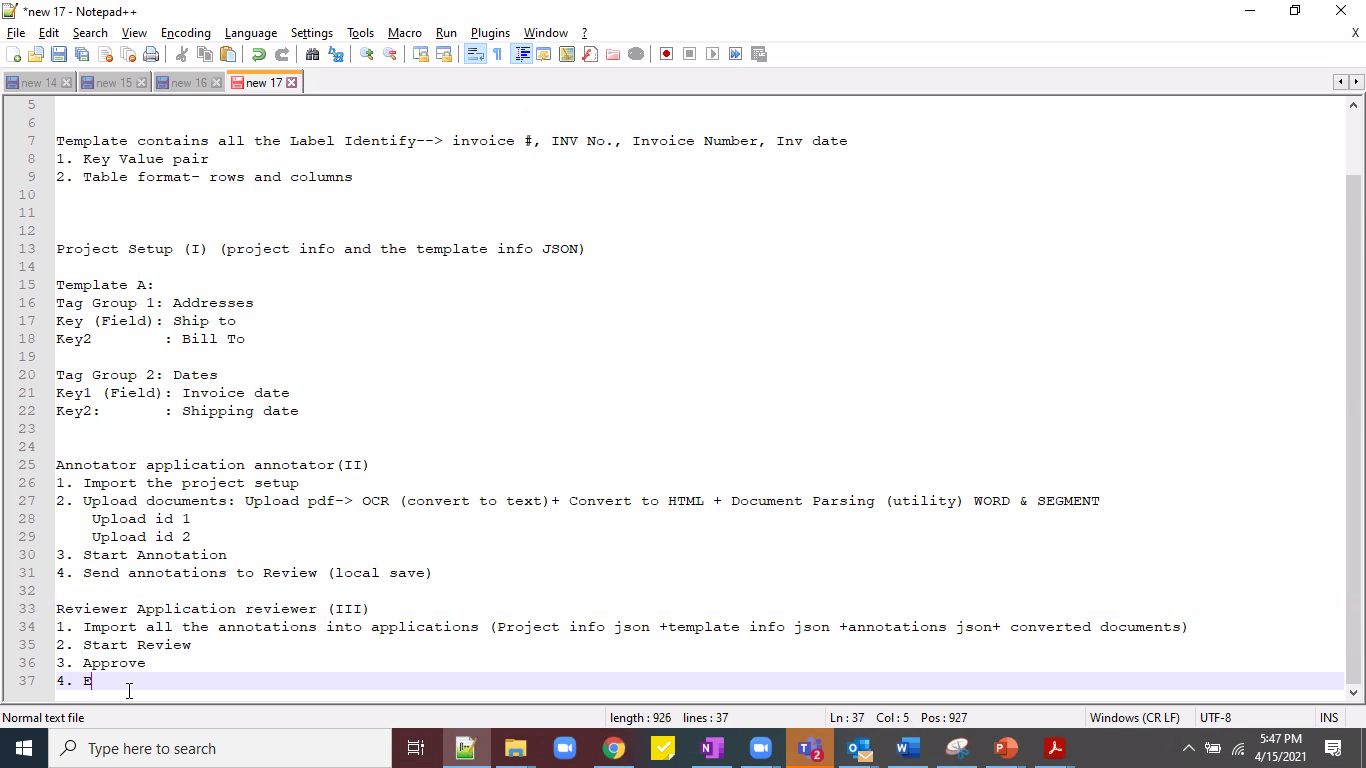 *new 17 - Notepad++
File Edit Search View Encoding Language Settings Tools Macro Run Plugins Window ?
X
new 14 new 15 new 16 new 17
5
6
7 Template contains all the Label Identify--> invoice #, INV No., Invoice Number, Inv date
8 1. Key Value pair
9 2. Table format- rows and columns
10
11
12
13 Project Setup (I) (project info and the template info JSON)
14
15 Template A:
16 Tag Group 1: Addresses
17 Key (Field): Ship to
18 Key2        : Bill To
19
20 Tag Group 2: Dates
21 Key1 (Field): Invoice date
22 Key2:       : Shipping date
23
24
25 Annotator application annotator(II)
26 1. Import the project setup
27 2. Upload documents: Upload pdf-> OCR (convert to text)+ Convert to HTML + Document Parsing (utility) WORD & SEGMENT
28     Upload id 1
29     Upload id 2
30 3. Start Annotation
31 4. Send annotations to Review (local save)
32
33 Reviewer Application reviewer (III)
34 1. Import all the annotations into applications (Project info json +template info json +annotations json+ converted documents)
35 2. Start Review
36 3. Approve
37 4. E
Normal text file length : 926 lines : 37 Ln : 37 Col : 5 Pos : 927 Windows (CR LF) UTF-8 INS
Type here to search
5:47 PM
4/15/2021